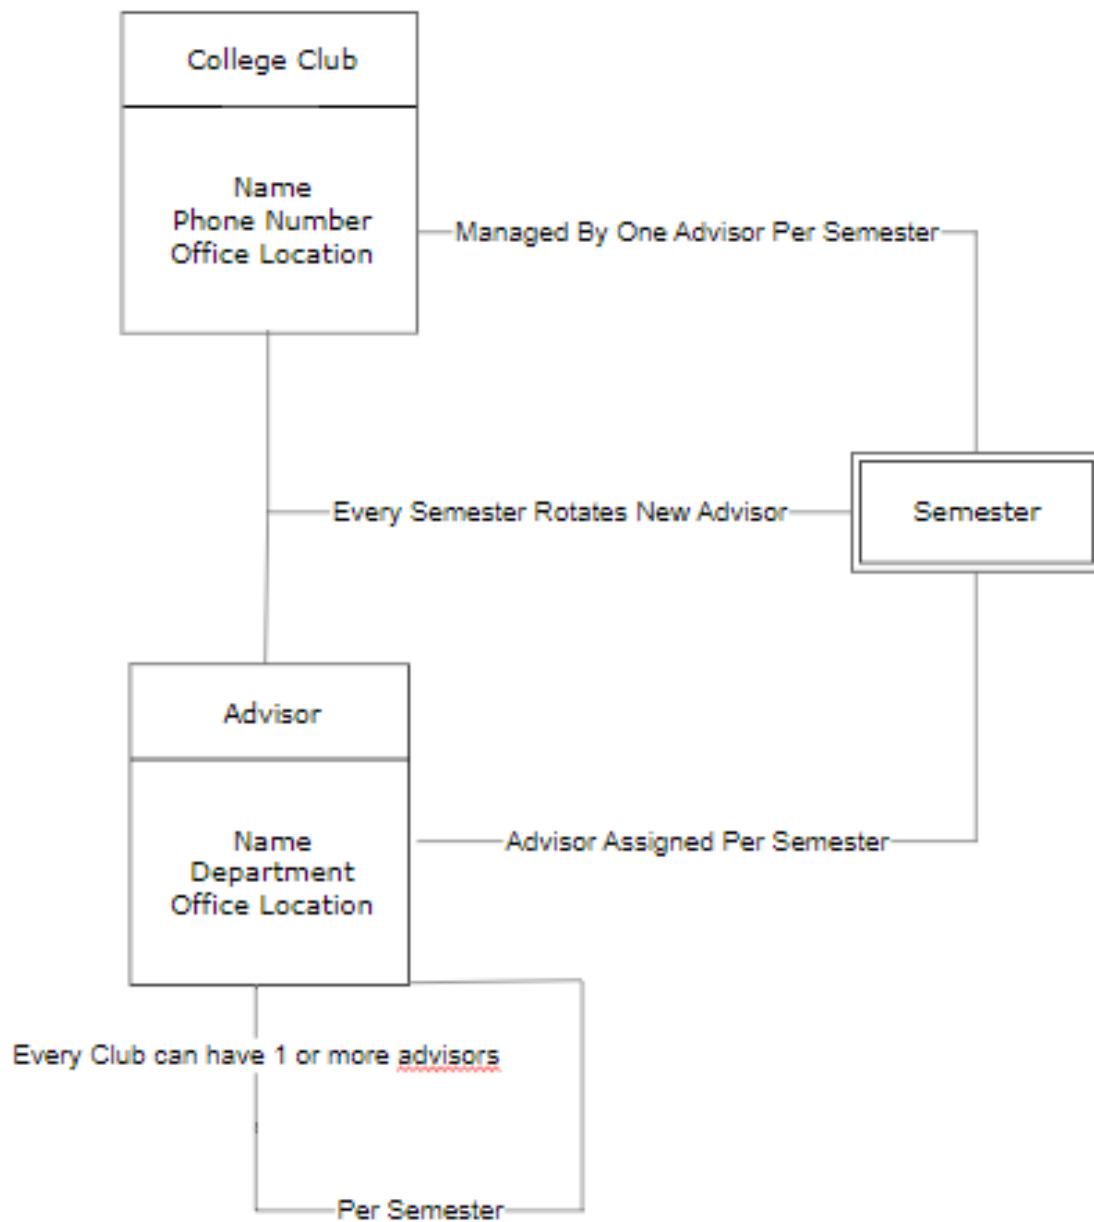 College Club
Name
Phone Number
Office Location
Managed By One Advisor Per Semester
Every Semester Rotates New Advisor
Semester
Advisor
Name
Department
Office Location
Advisor Assigned Per Semester
Every Club can have 1 or more advisors
Per Semester